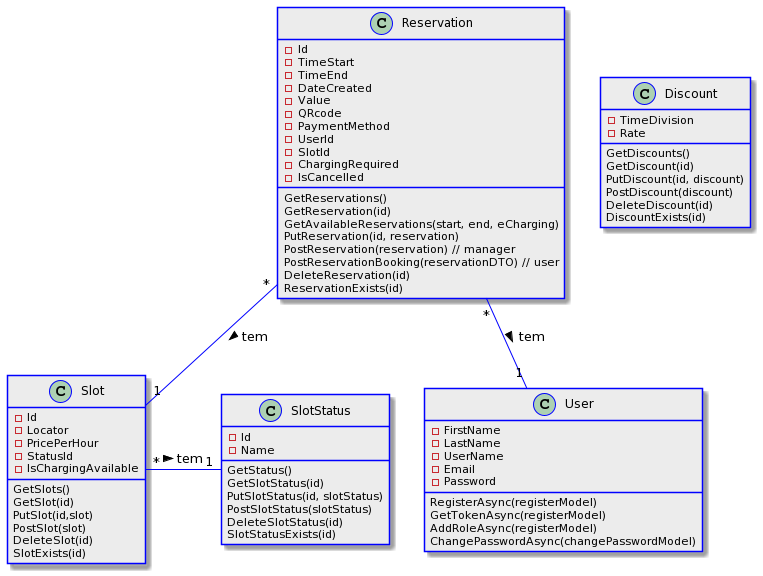 C Reservation
Id
TimeStart
TimeEnd
DateCreated
Value
QRcode
PaymentMethod
UserId
SlotId
ChargingRequired
IsCancelled
GetReservations()
GetReservation(id)
GetAvailableReservations(start, end, eCharging)
PutReservation(id, reservation)
PostReservation(reservation) // manager
PostReservationBooking(reservationDTO) // user
DeleteReservation(id)
ReservationExists(id)
C Discount
TimeDivision
Rate
GetDiscounts()
GetDiscount(id)
PutDiscount(id, discount)
PostDiscount(discount)
DeleteDiscount(id)
DiscountExists(id)
*
tem
1
*
tem
1
C Slot
Id
Locator
PricePerHour
StatusId
IsChargingAvailable
GetSlots()
GetSlot(id)
PutSlot(id,slot)
PostSlot(slot)
DeleteSlot(id)
SlotExists(id)
*
tem
1
C SlotStatus
Id
Name
GetStatus()
GetSlotStatus(id)
PutSlotStatus(id, slotStatus)
PostSlotStatus(slotStatus)
DeleteSlotStatus(id)
SlotStatusExists(id)
C User
FirstName
LastName
UserName
Email
Password
RegisterAsync(registerModel)
GetTokenAsync(registerModel)
AddRoleAsync(registerModel)
ChangePasswordAsync(changePasswordModel)